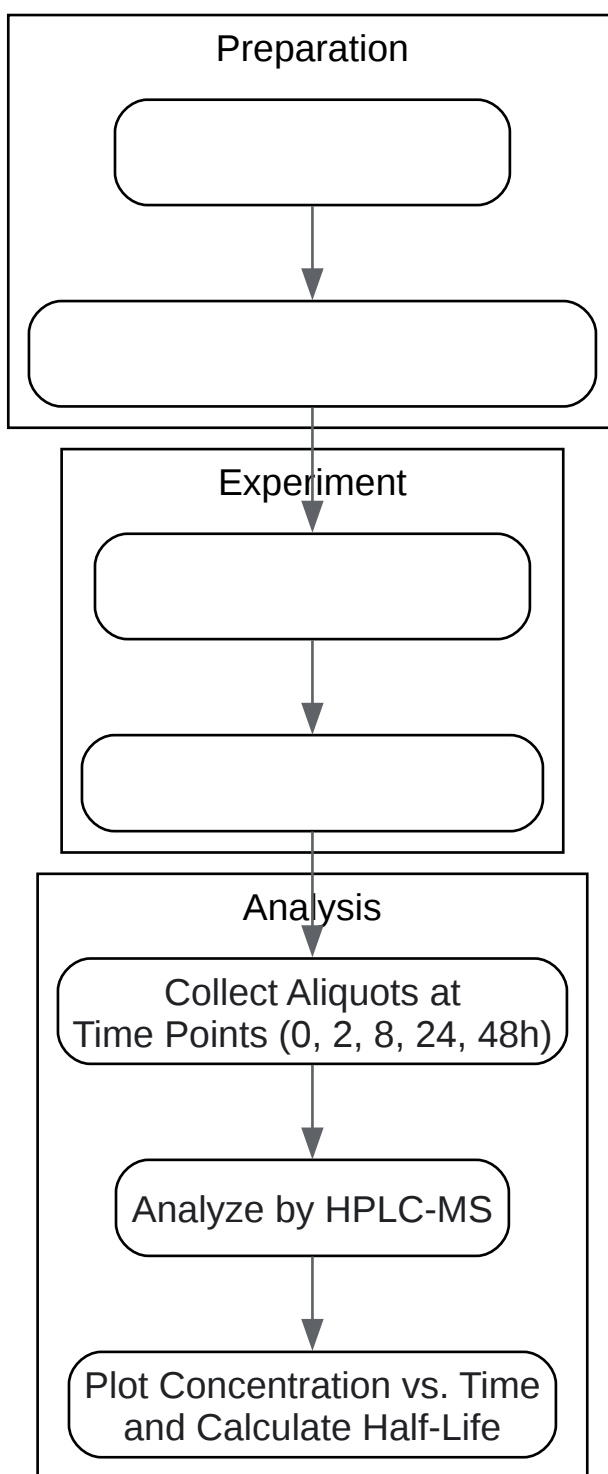 Preparation
Experiment
Analysis
Collect Aliquots at
Time Points (0, 2, 8, 24, 48h)
Analyze by HPLC-MS
Plot Concentration vs. Time
and Calculate Half-Life